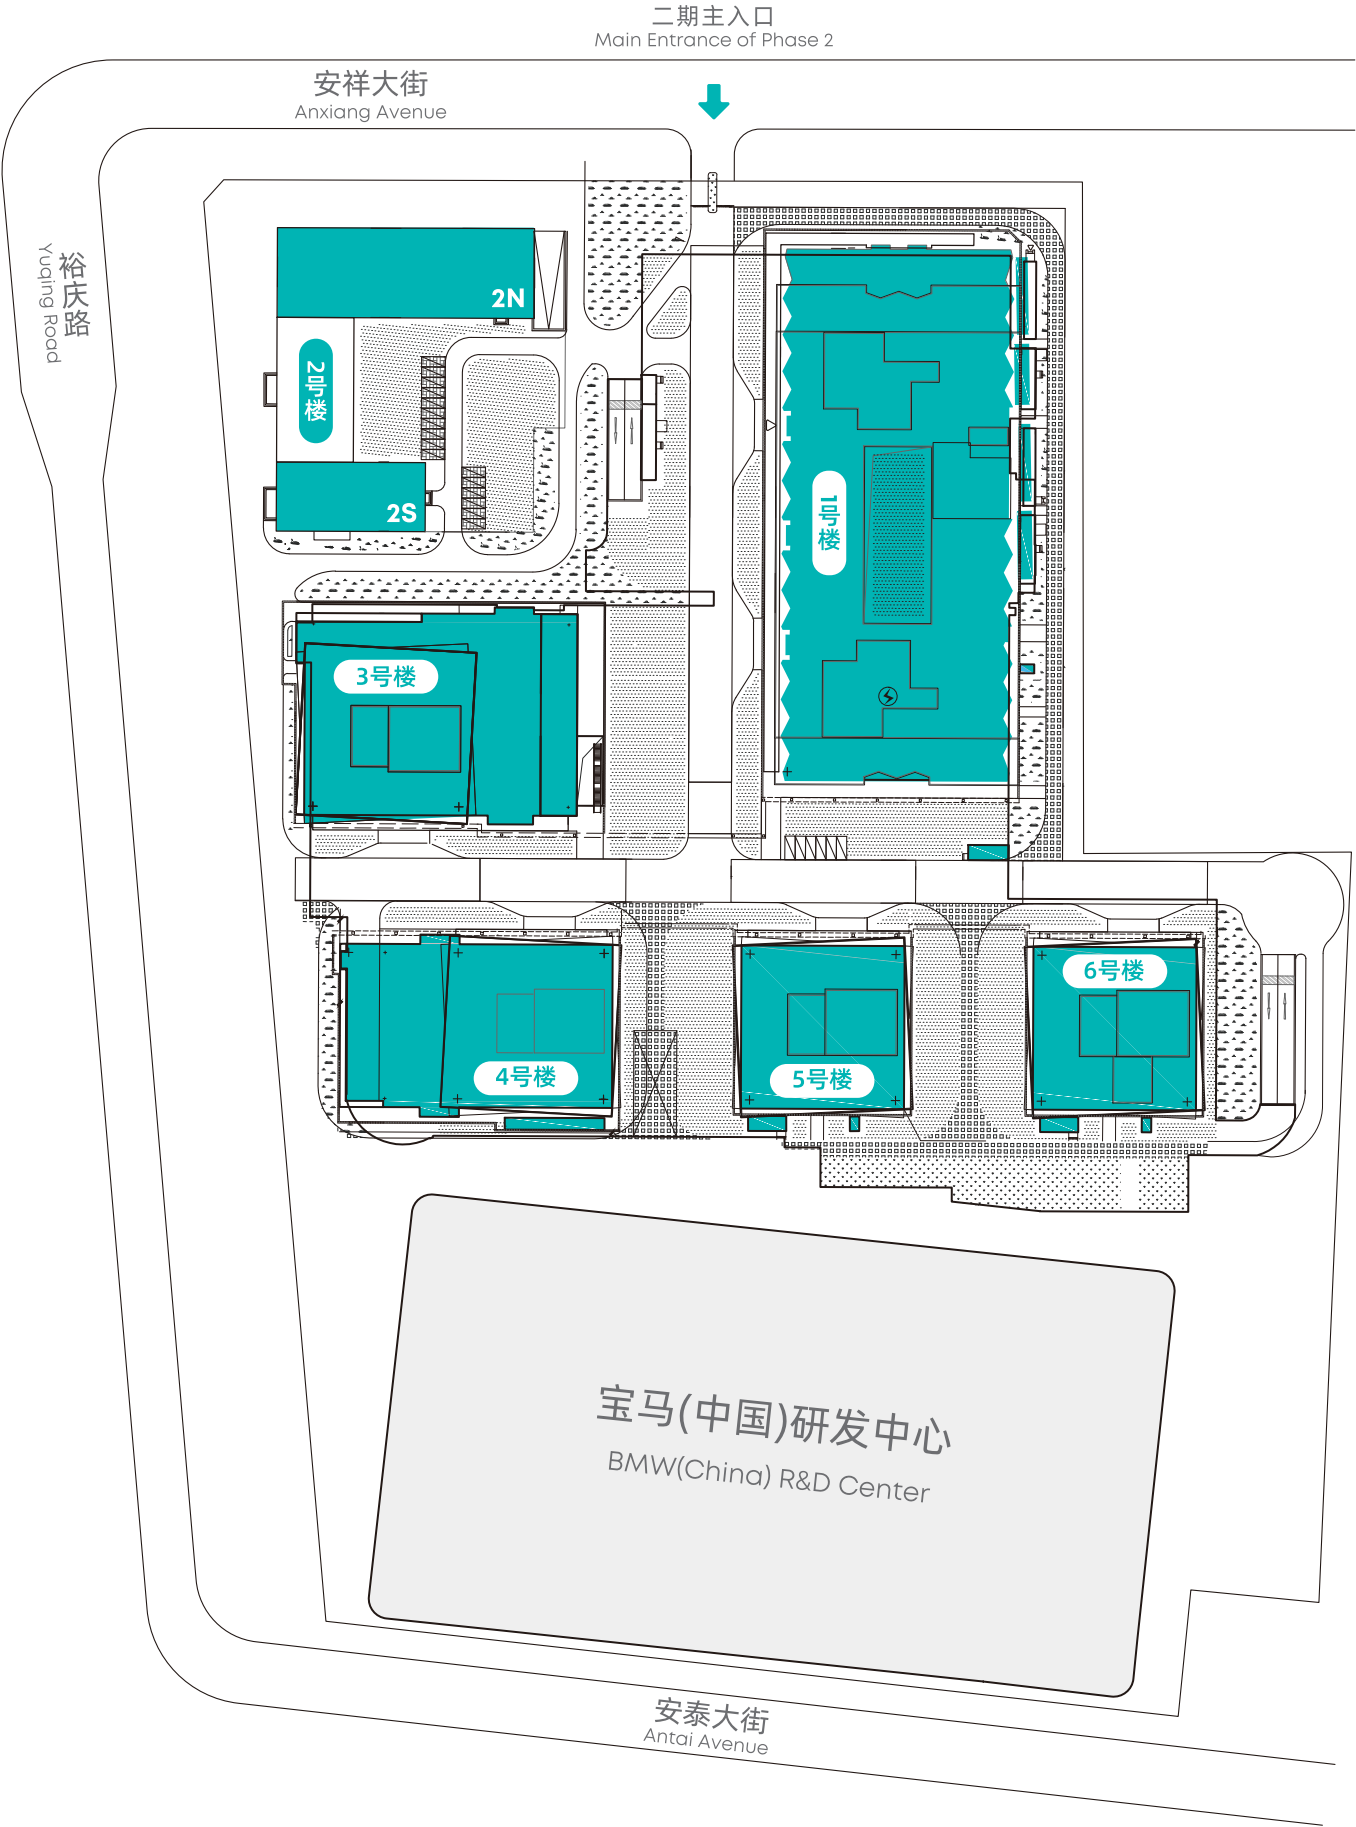 二期主入口
Main Entrance of Phase 2
安祥大街
Anxiang Avenue
裕庆路
Yuqing Road
2N
2号楼
2S
1号楼
3号楼
4号楼
5号楼
6号楼
宝马(中国)研发中心
BMW(China) R&D Center
安泰大街
Antai Avenue